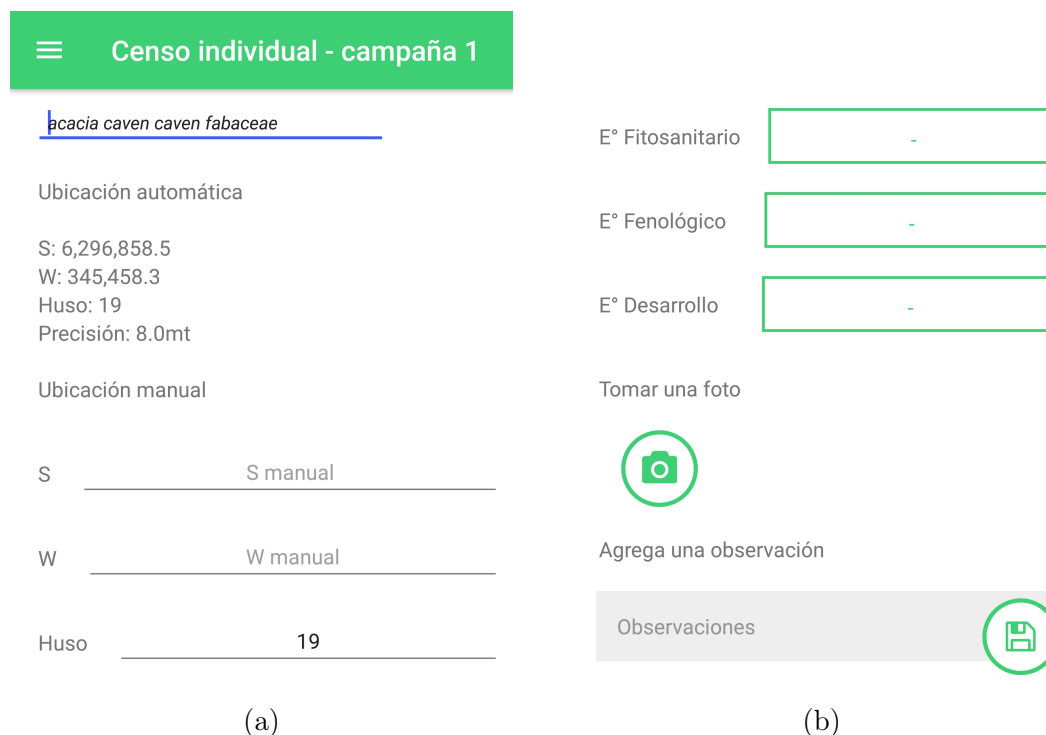 Censo individual - campaña 1
acacia caven caven fabaceae
Ubicación automática
S: 6,296,858.5
W: 345,458.3
Huso: 19
Precisión: 8.0mt
Ubicación manual
S S manual
W W manual
Huso 19
(a)
E° Fitosanitario -
E° Fenológico -
E° Desarrollo -
Tomar una foto
Agrega una observación
Observaciones
(b)